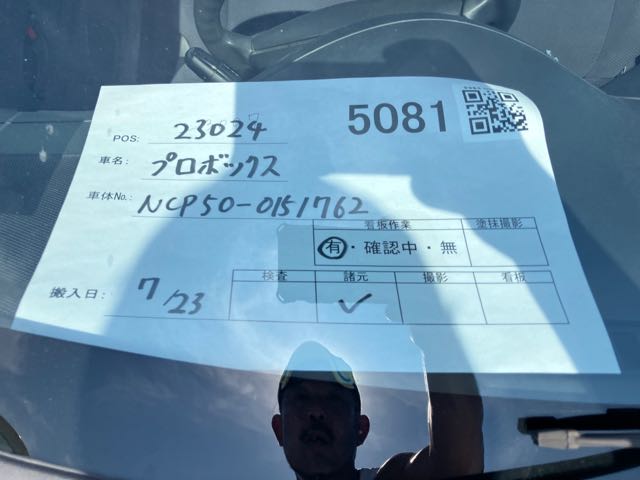 5081
POS: 23024
車名: プロボックス
車体No.: NCP50-0151762
看板作業 塗抹撮影
有・確認中・無
検査 諸元 撮影 看板
搬入日: 7/23 ✓